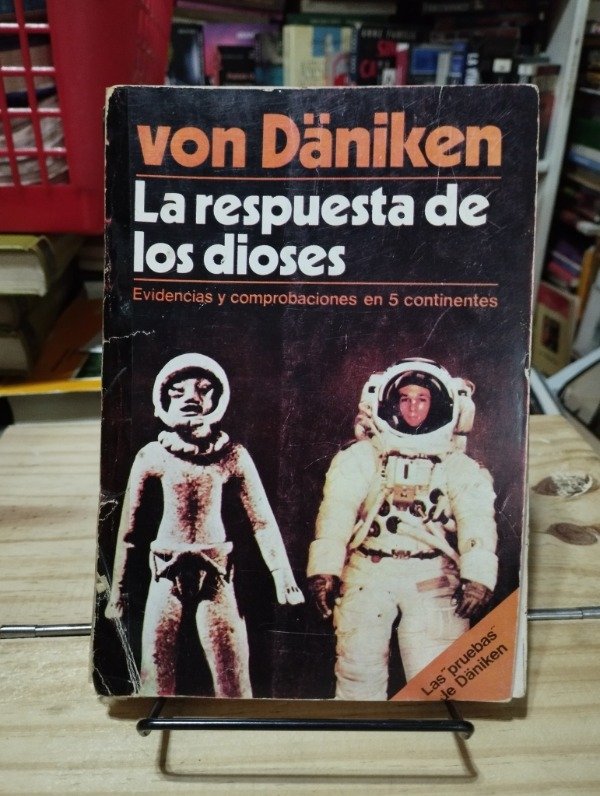 von Däniken
La respuesta de
los dioses
Evidencias y comprobaciones en 5 continentes
Las "pruebas"
de Däniken